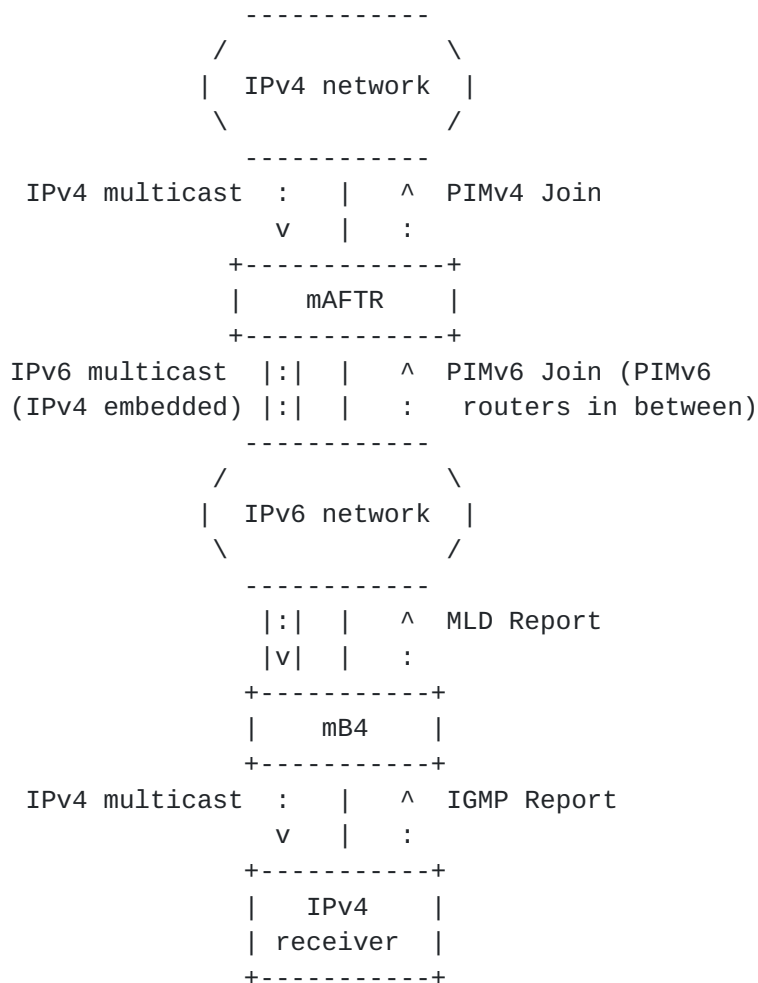 IPv4 network
IPv4 multicast : | ^ PIMv4 Join
v | :
mAFTR
IPv6 multicast |:| | ^ PIMv6 Join (PIMv6
(IPv4 embedded) |:| | : routers in between)
IPv6 network
|:| | ^ MLD Report
|v| | :
mB4
IPv4 multicast : | ^ IGMP Report
v | :
IPv4
receiver